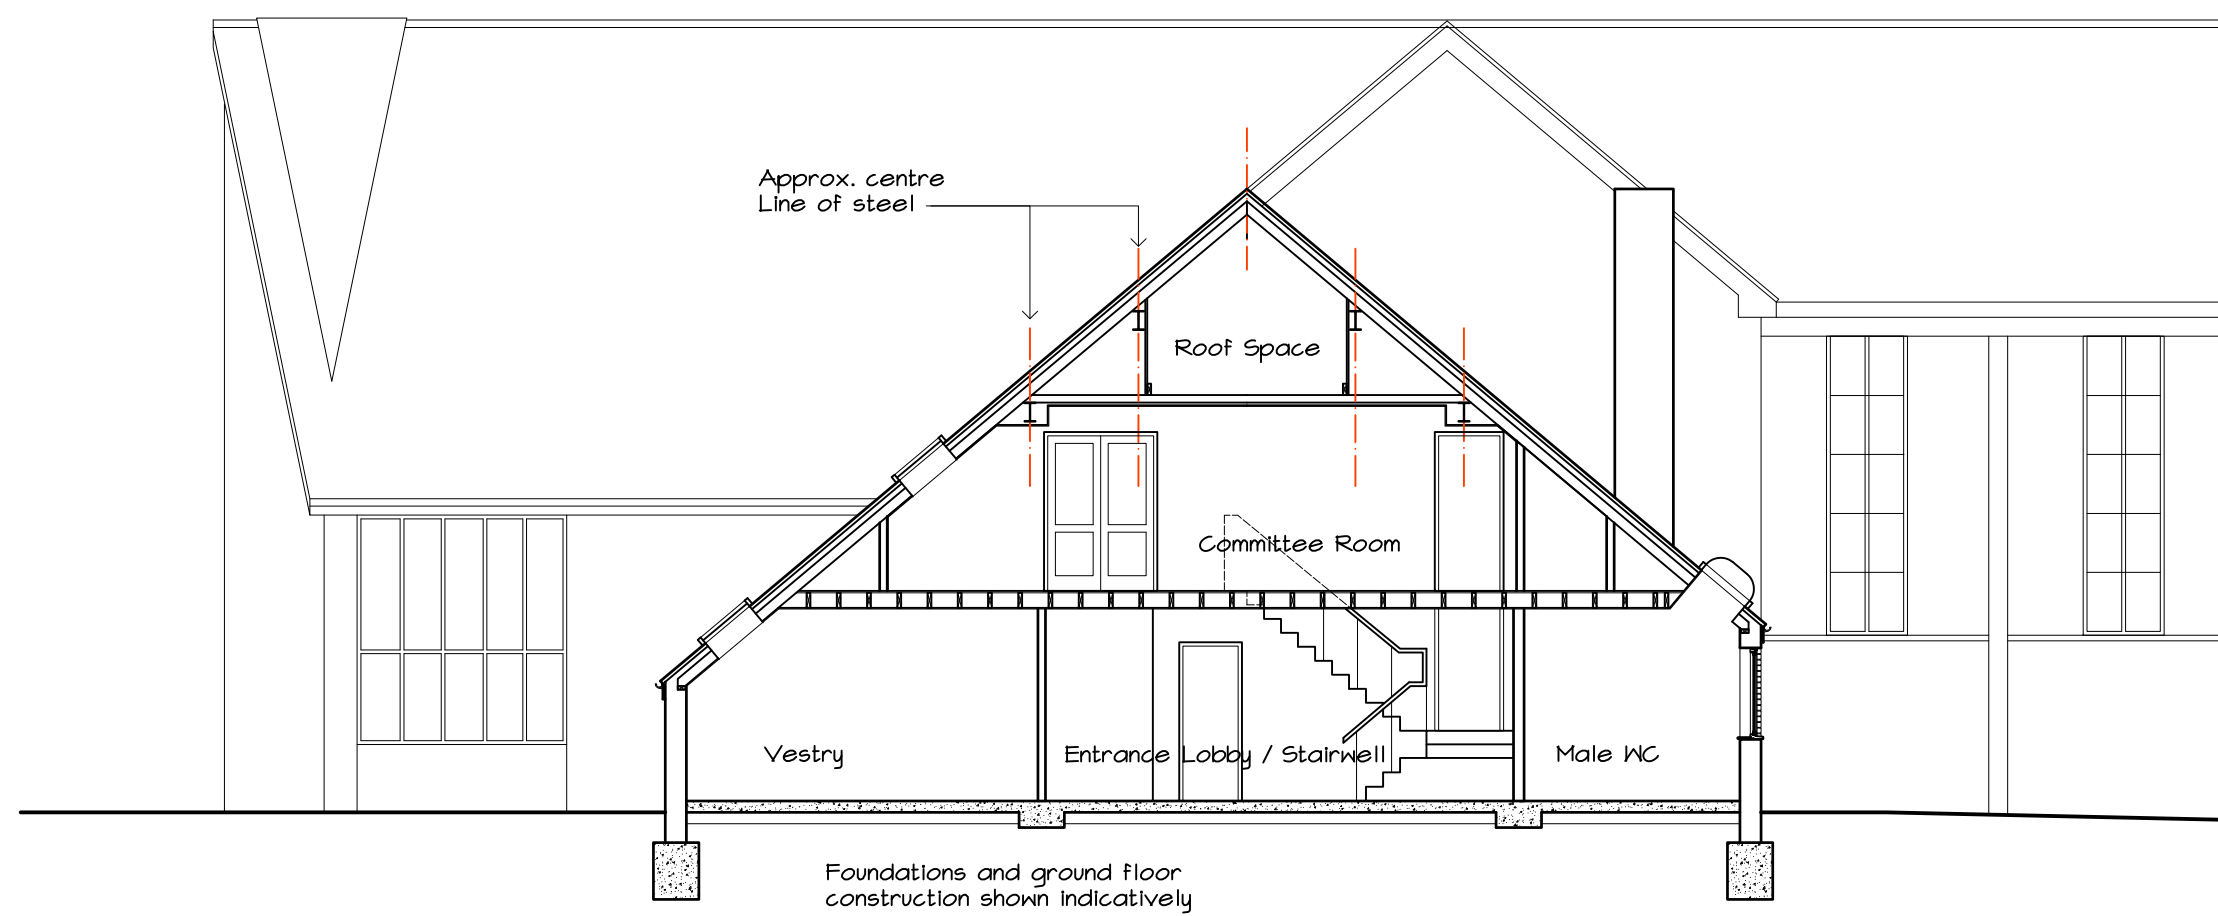 Approx. centre
Line of steel
Roof Space
Committee Room
Vestry
Entrance Lobby / Stairwell
Male WC
Foundations and ground floor
construction shown indicatively